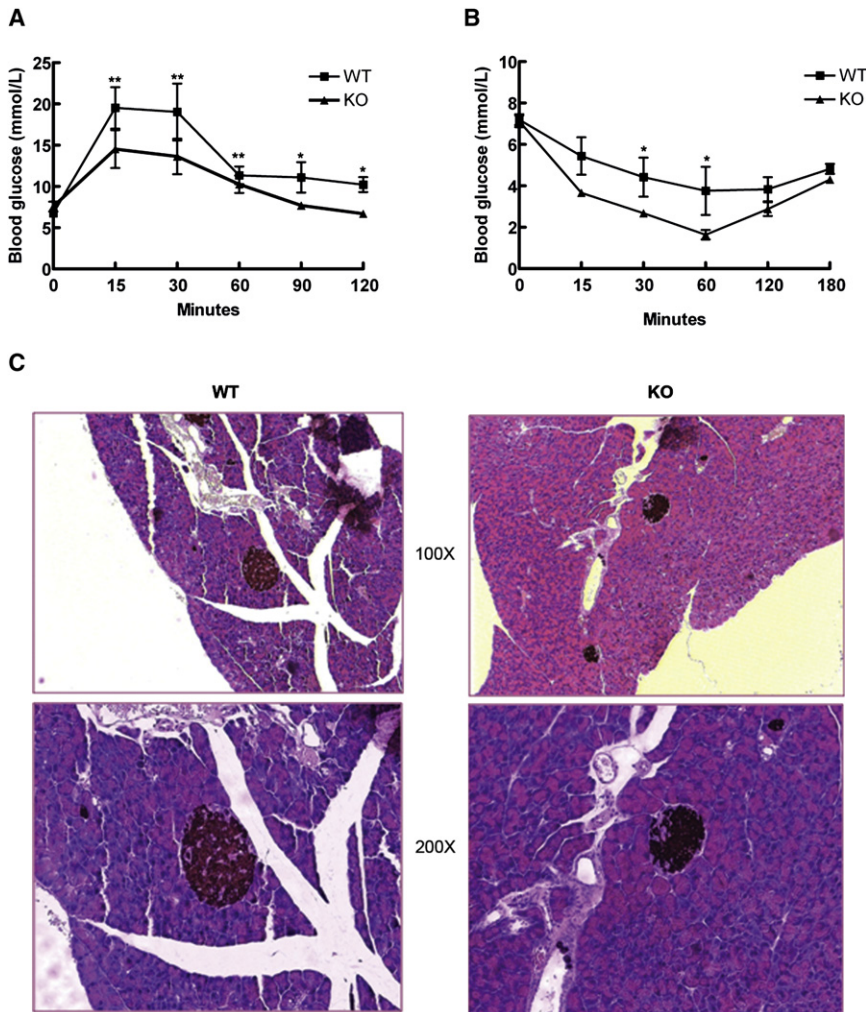 A
Blood glucose (mmol/L)
25
20
15
10
5
0
** ** ** * *
WT
KO
0 15 30 60 90 120
Minutes
B
Blood glucose (mmol/L)
10
8
6
4
2
0
* *
WT
KO
0 15 30 60 120 180
Minutes
C
WT KO
100X
200X